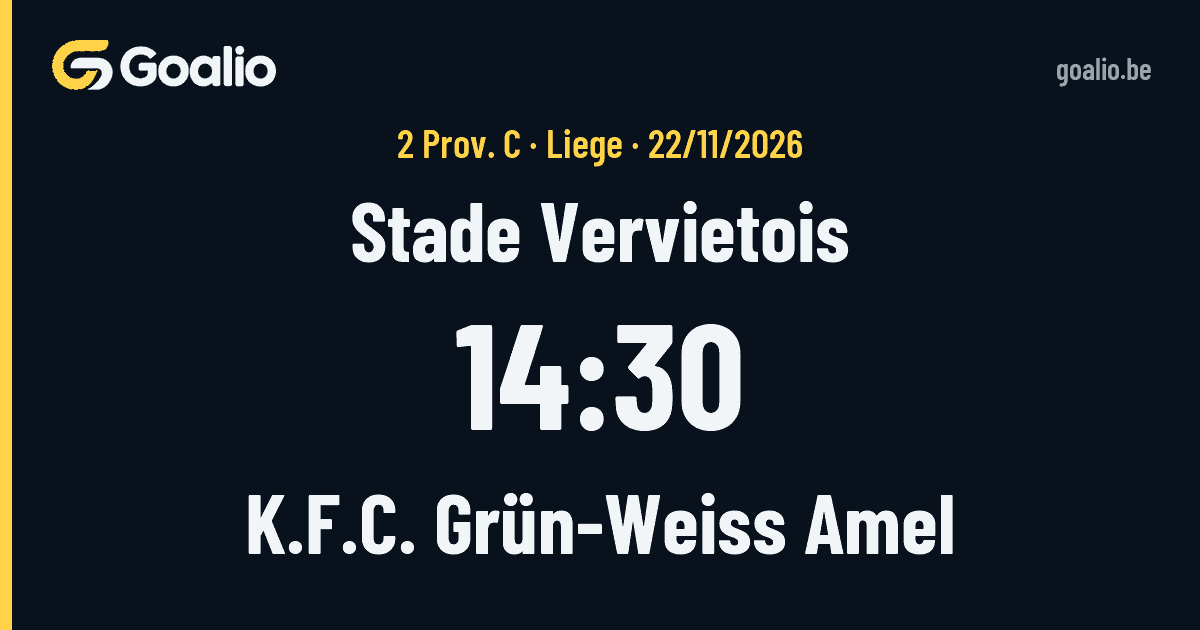 Goalio
goalio.be
2 Prov. C · Liege · 22/11/2026
Stade Vervietois
14:30
K.F.C. Grün-Weiss Amel